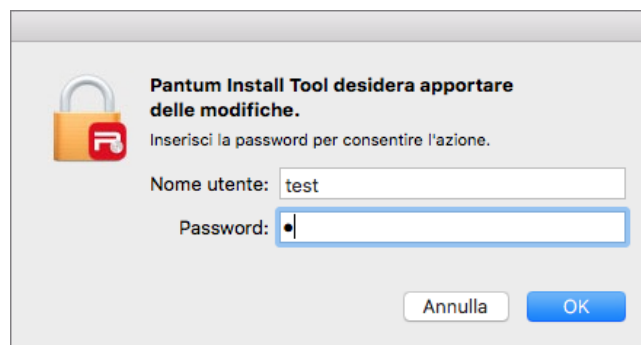 Pantum Install Tool desidera apportare
delle modifiche.
Inserisci la password per consentire l'azione.
Nome utente: test
Password: •
Annulla OK